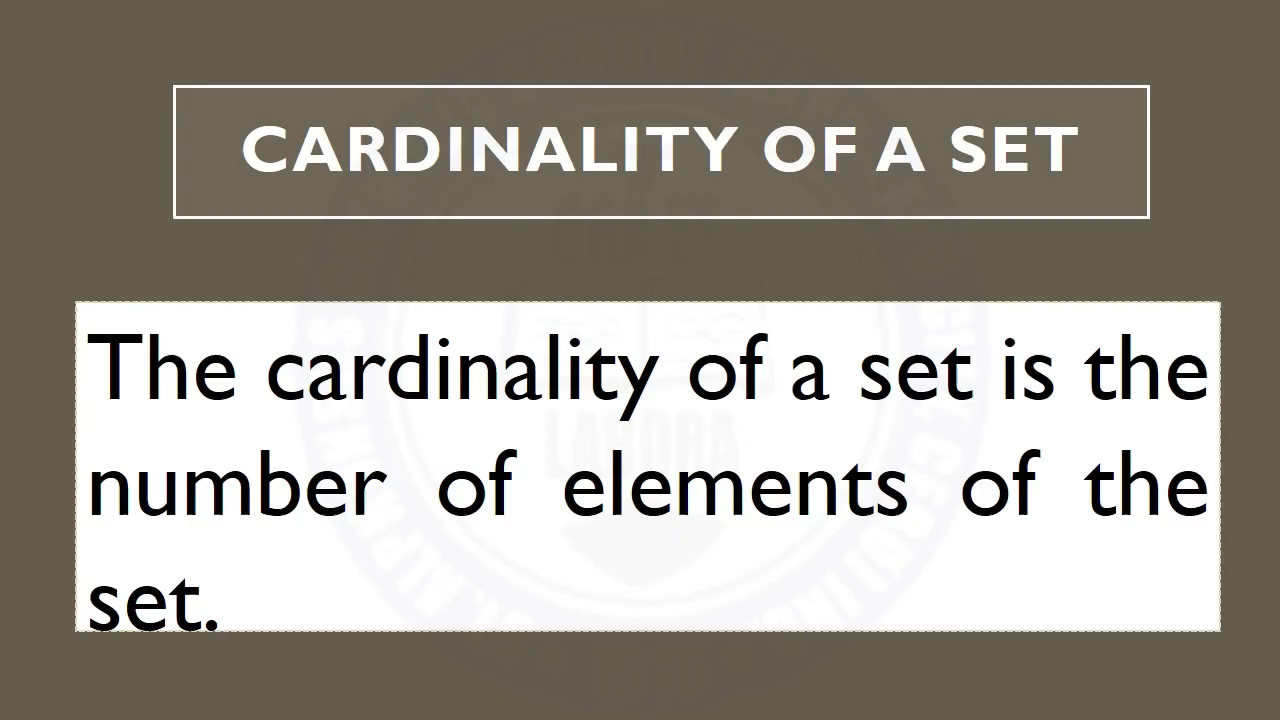 CARDINALITY OF A SET
The cardinality of a set is the
number of elements of the
set.